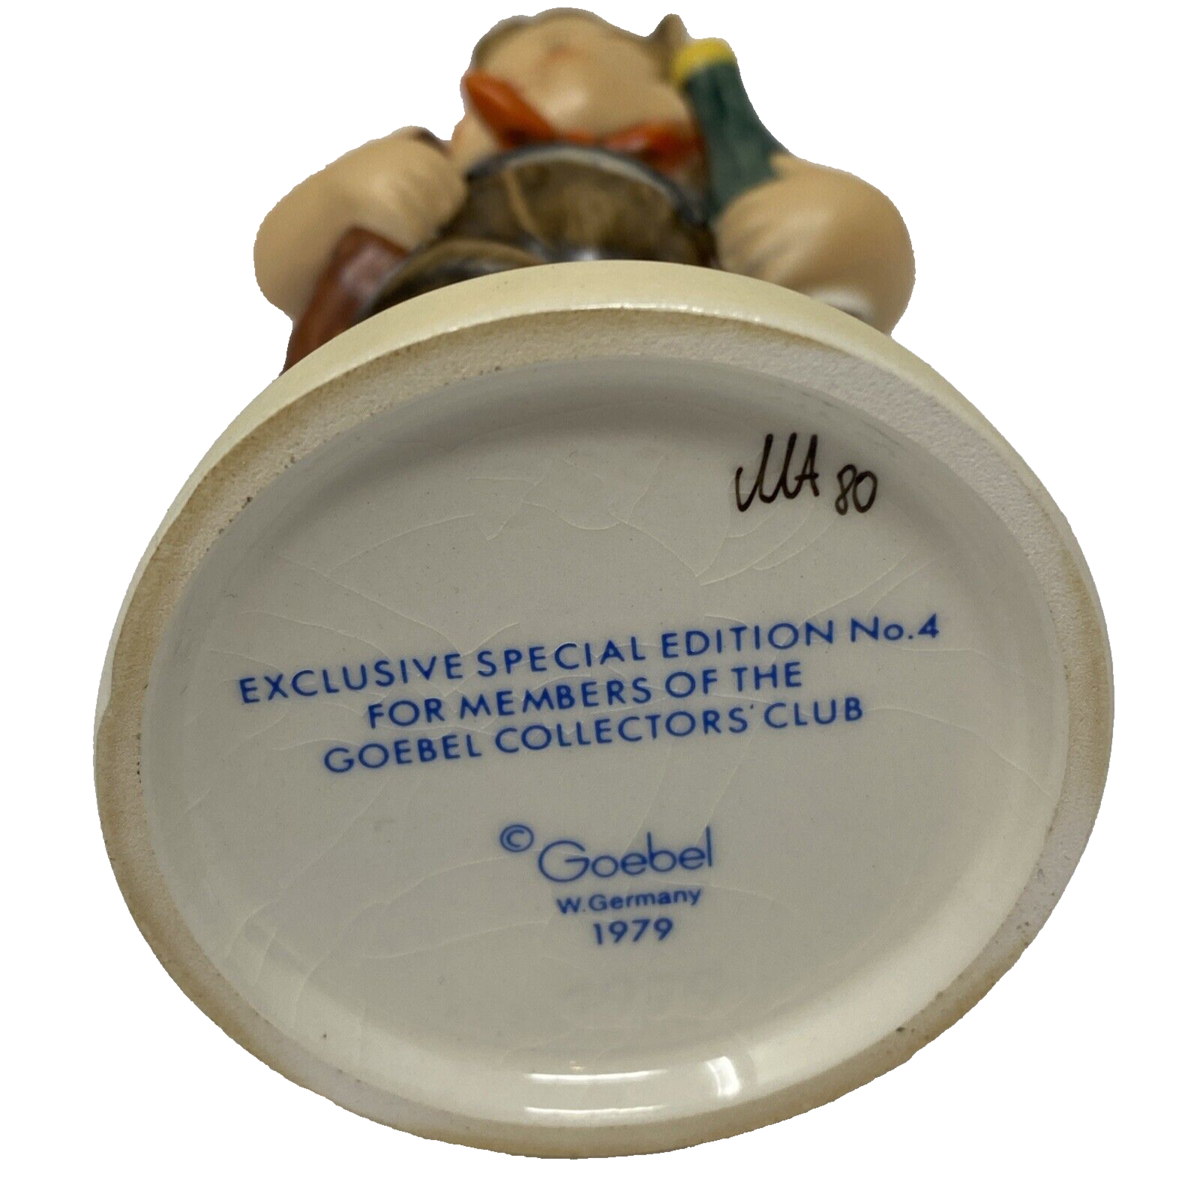 MA 80
EXCLUSIVE SPECIAL EDITION No.4
FOR MEMBERS OF THE
GOEBEL COLLECTORS' CLUB
© Goebel
W. Germany
1979